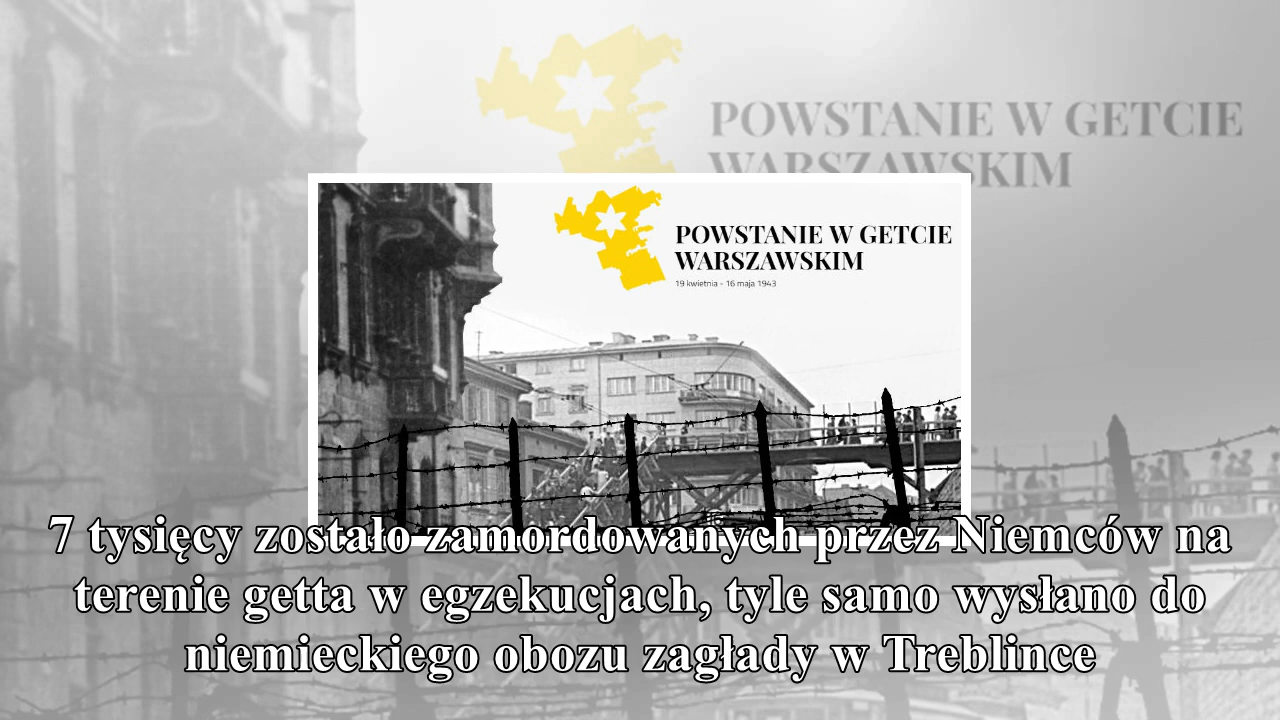 POWSTANIE W GETCIE
WARSZAWSKIM
POWSTANIE W GETCIE
WARSZAWSKIM
19 kwietnia - 16 maja 1943
7 tysięcy zostało zamordowanych przez Niemców na
terenie getta w egzekucjach, tyle samo wysłano do
niemieckiego obozu zagłady w Treblince